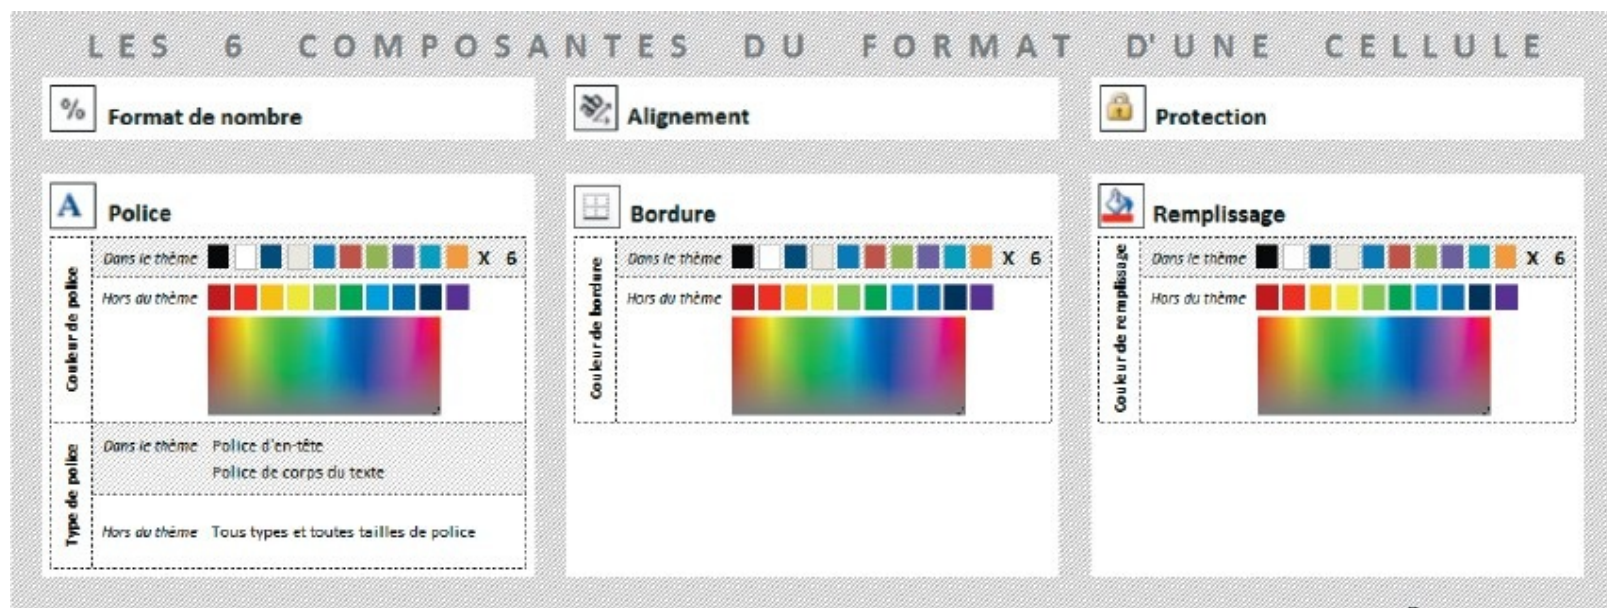 LES 6 COMPOSANTES DU FORMAT D'UNE CELLULE
% Format de nombre
Alignement
Protection
A Police
Couleur de police
Dans le thème X 6
Hors du thème
Type de police
Dans le thème Police d'en-tête
Police de corps du texte
Hors du thème Tous types et toutes tailles de police
Bordure
Couleur de bordure
Dans le thème X 6
Hors du thème
Remplissage
Couleur de remplissage
Dans le thème X 6
Hors du thème